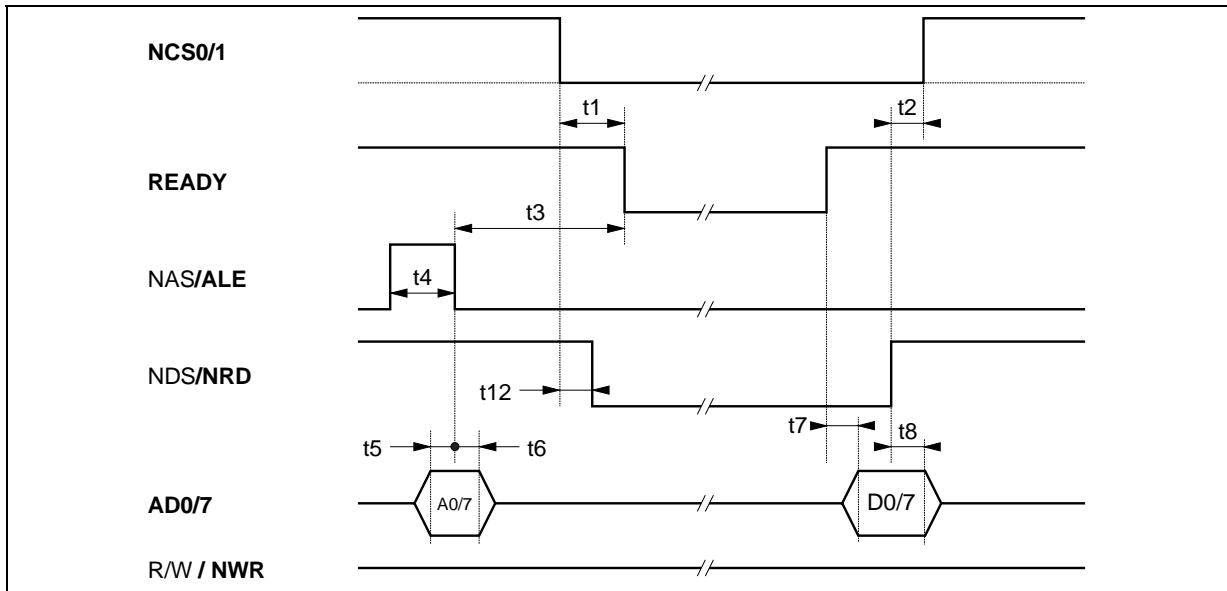 NCS0/1
t1
t2
READY
t3
NAS/ALE
t4
NDS/NRD
t12
t7
t8
t5
t6
AD0/7
A0/7
D0/7
R/W / NWR